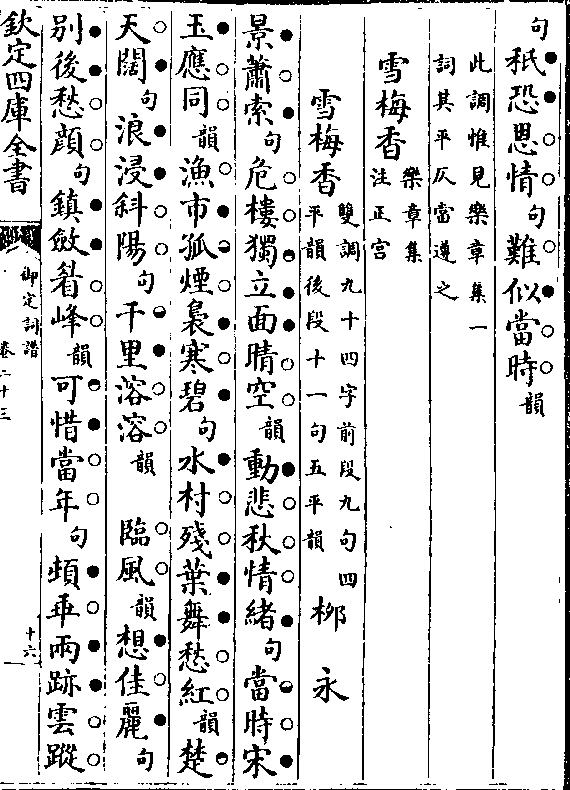 句秖恐恩情句難似當時韻
此調惟見樂章集一
詞其平仄當遵之
雪梅香樂章集
注正宫
雪梅香雙調九十四字前段九句四
平韻後段十一句五平韻
柳永
景蕭索句危樓獨立面晴空韻動悲秋情緒句當時宋
玉應同韻漁市孤煙裊寒碧句水村殘葉舞愁紅韻楚
天闊句浪浸斜陽句千里溶溶韻臨風韻想佳麗句
别後愁顔句鎮斂眉峰韻可惜當年句頓乖雨跡雲蹤
欽定四庫全書
御定詞譜
卷二十三
十六